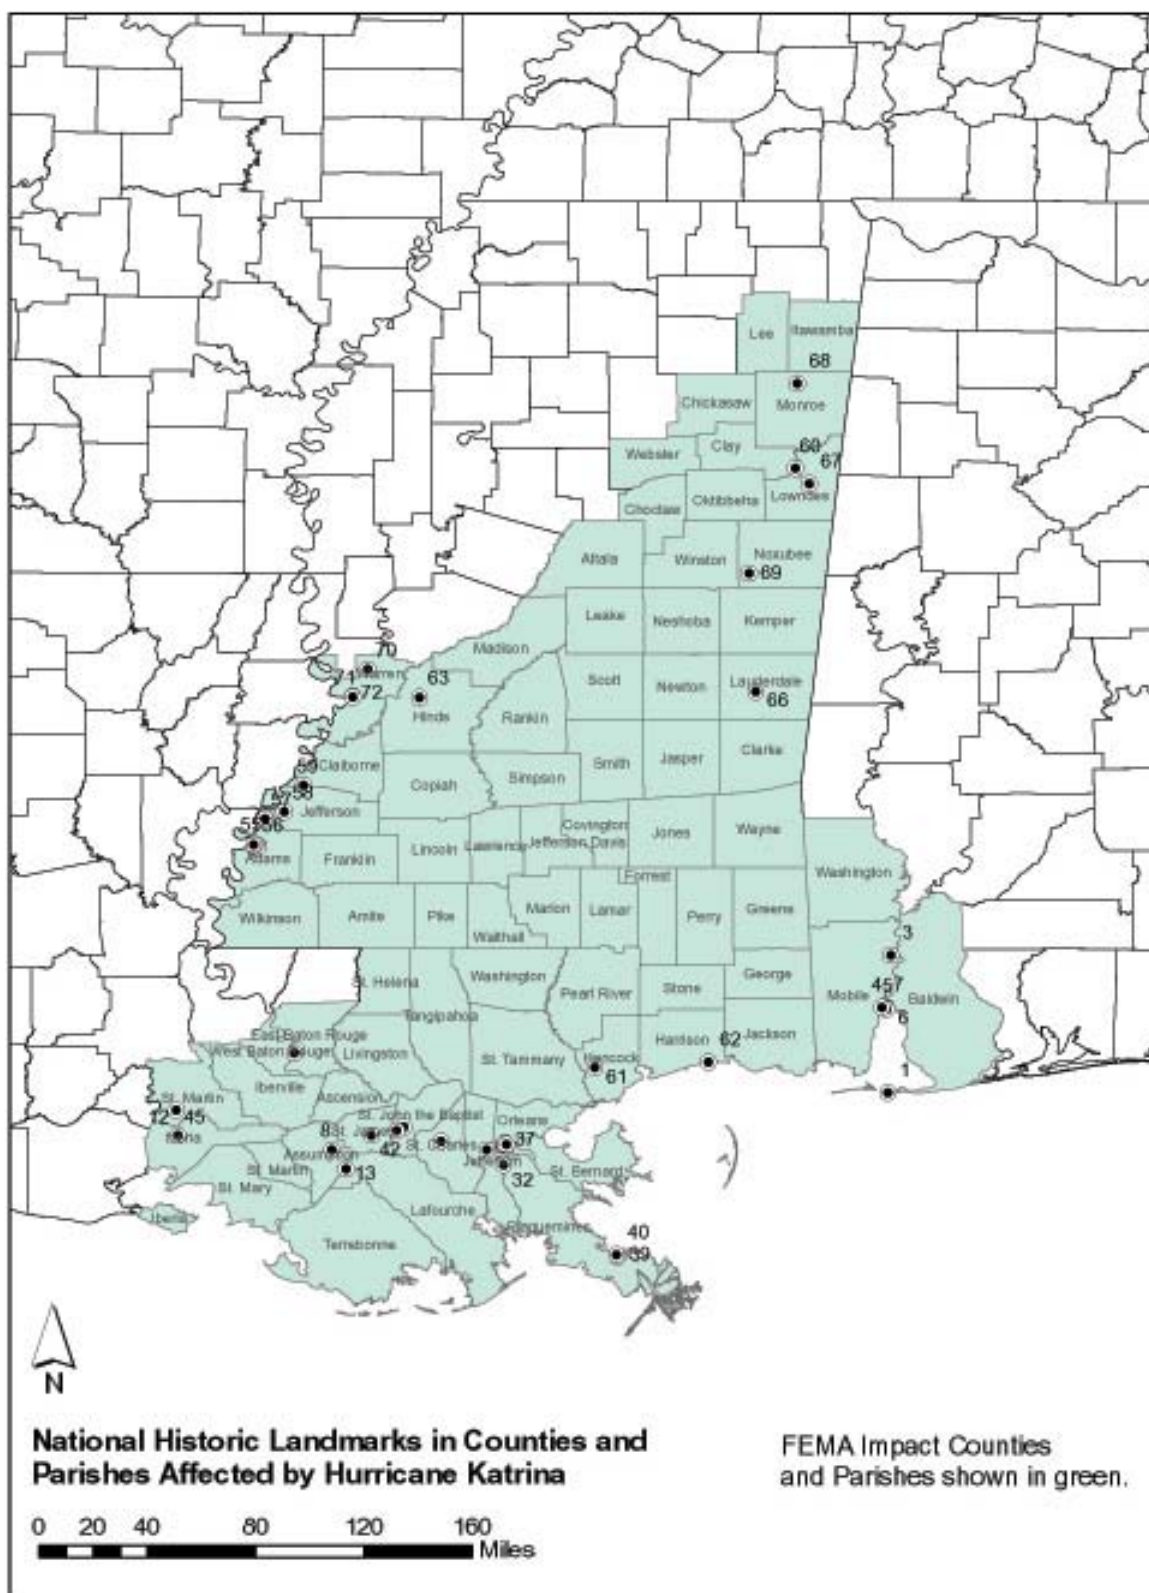 Lee
Itawamba
68
Chickasaw
Monroe
Clay
60
67
Webster
Lowndes
Oktibbeha
Choctaw
Attala
Winston
Noxubee
69
Leake
Neshoba
Kemper
Madison
70
Warren
71
72
63
Hinds
Scott
Newton
Lauderdale
66
Rankin
Clarke
Smith
Jasper
59
Claiborne
Copiah
Simpson
58
Jefferson
Covington
Jones
Wayne
56
Lincoln
Lawrence
Jefferson Davis
Adams
Franklin
Forrest
Washington
Wilkinson
Amite
Pike
Marion
Lamar
Perry
Greene
Walthall
3
St. Helena
Washington
George
Pearl River
Stone
Mobile
457
6
Baldwin
Tangipahoa
East Baton Rouge
West Baton Rouge
Livingston
St. Tammany
Hancock
61
Harrison
62
Jackson
1
Iberville
Ascension
St. Martin
12
45
Iberia
St. John the Baptist
Orleans
8
St. James
42
St. Charles
37
Assumption
Jefferson
32
St. Bernard
St. Martin
13
St. Mary
Lafourche
Iberia
Plaquemines
40
39
Terrebonne
N
National Historic Landmarks in Counties and
Parishes Affected by Hurricane Katrina
FEMA Impact Counties
and Parishes shown in green.
0 20 40 80 120 160
Miles